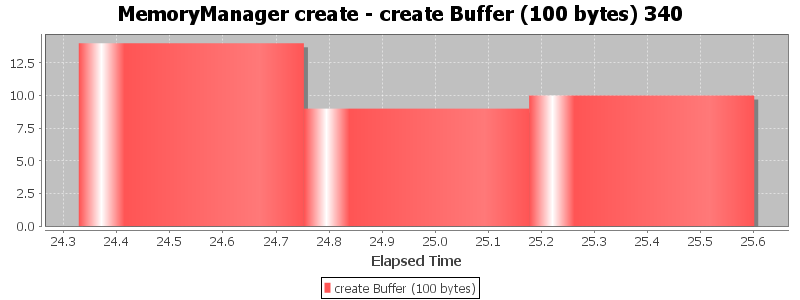 MemoryManager create - create Buffer (100 bytes) 340
12.5
10.0
7.5
5.0
2.5
0.0
24.3 24.4 24.5 24.6 24.7 24.8 24.9 25.0 25.1 25.2 25.3 25.4 25.5 25.6
Elapsed Time
create Buffer (100 bytes)